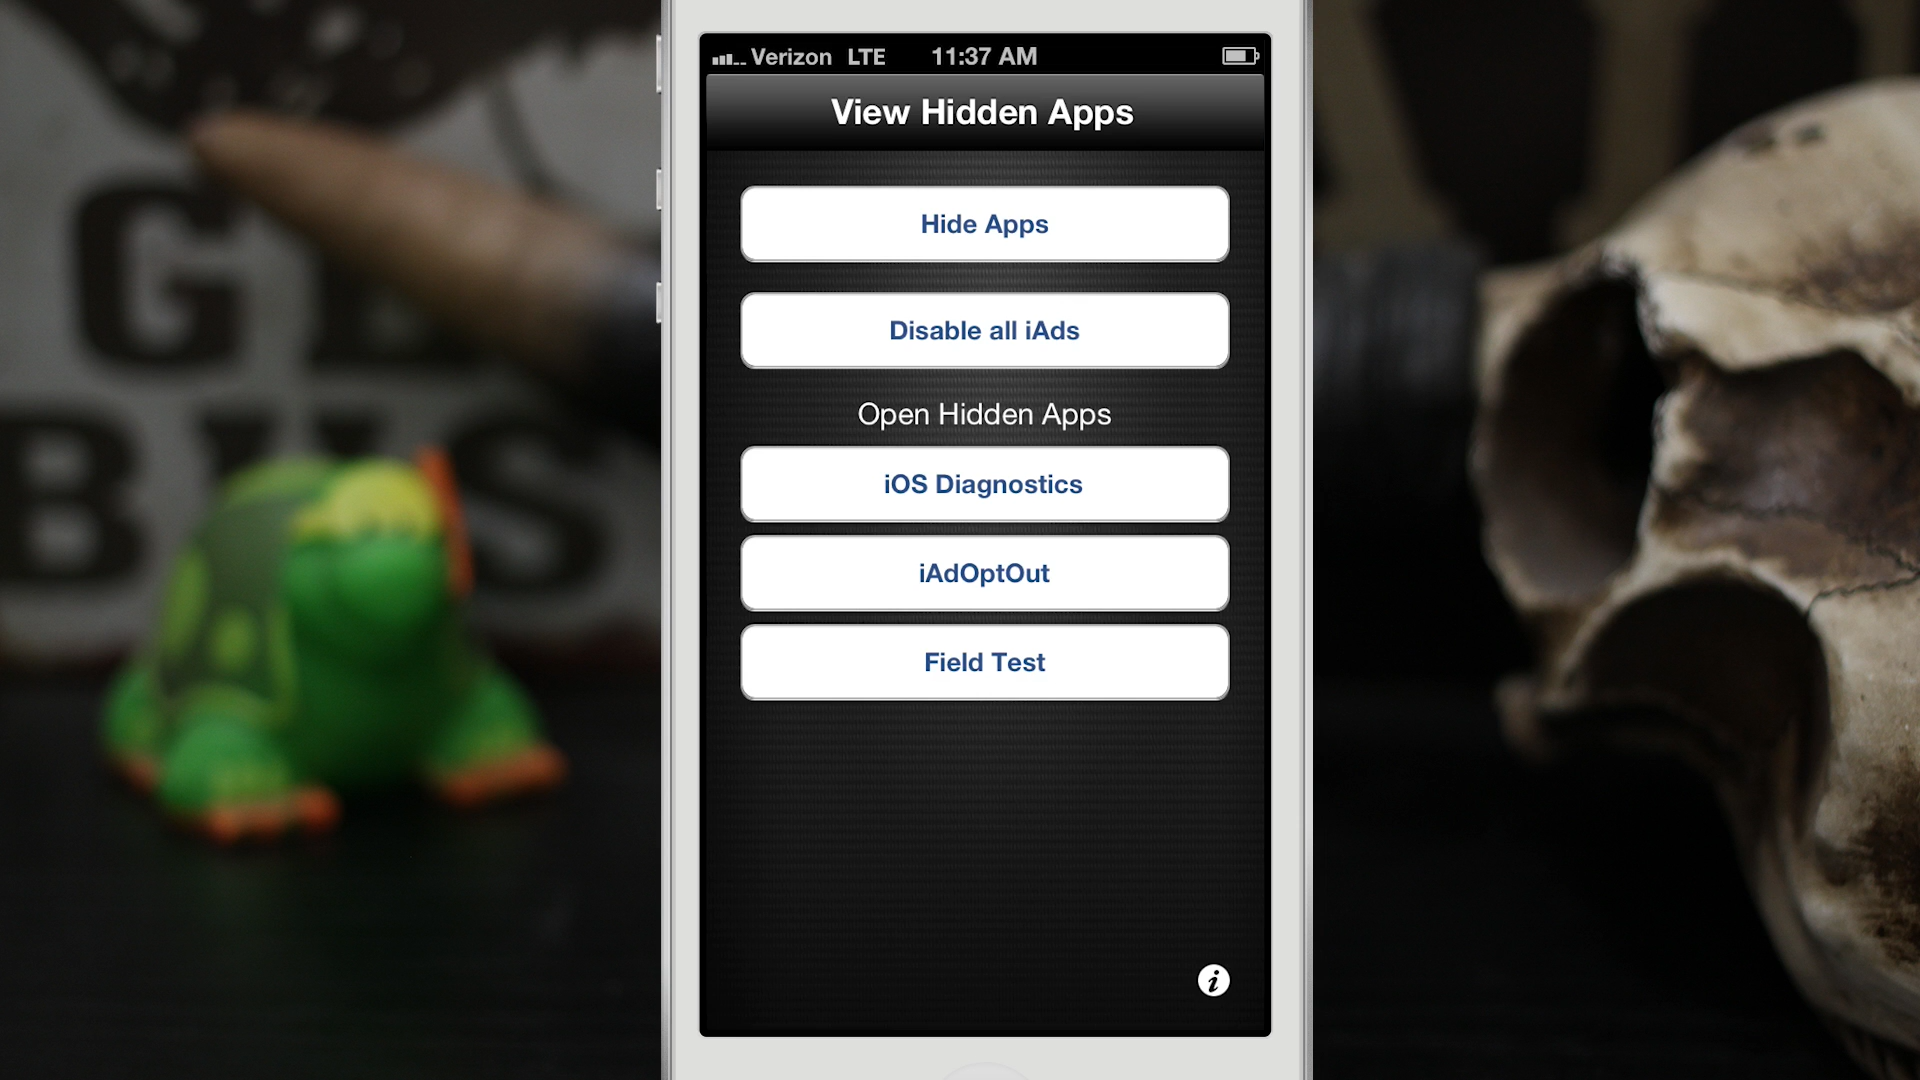 Verizon LTE 11:37 AM
View Hidden Apps
Hide Apps
Disable all iAds
Open Hidden Apps
iOS Diagnostics
iAdOptOut
Field Test
i